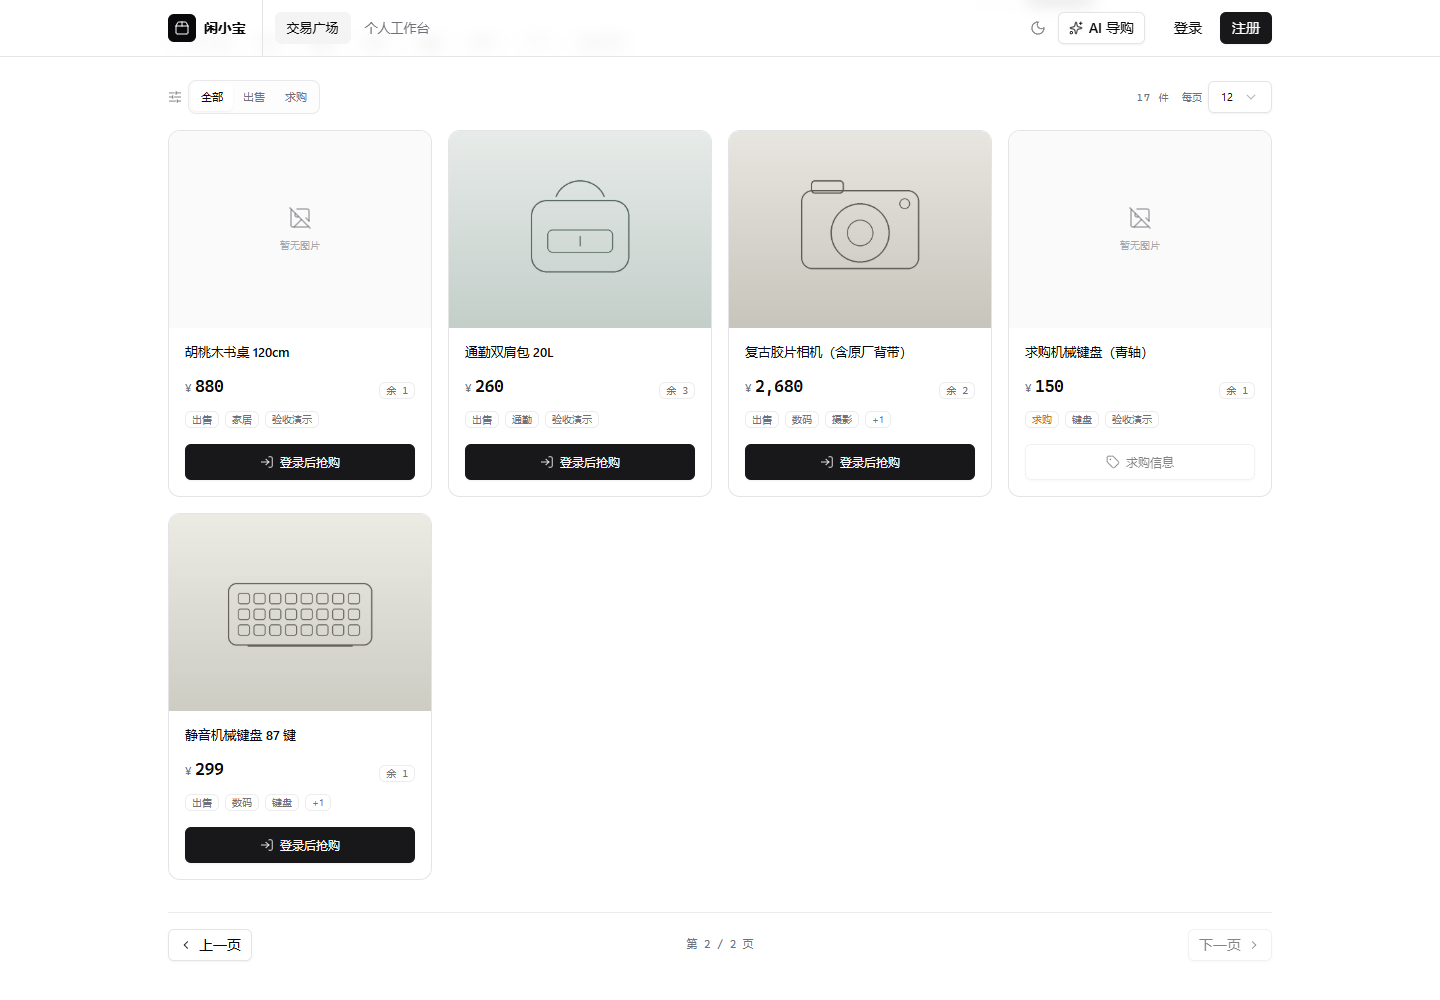 闲小宝 交易广场 个人工作台 AI 导购 登录 注册
全部 出售 求购 17 件 每页 12
暂无图片
暂无图片
胡桃木书桌 120cm
¥ 880 余 1
出售 家居 验收演示
登录后抢购
通勤双肩包 20L
¥ 260 余 3
出售 通勤 验收演示
登录后抢购
复古胶片相机（含原厂背带）
¥ 2,680 余 2
出售 数码 摄影 +1
登录后抢购
求购机械键盘（青轴）
¥ 150 余 1
求购 键盘 验收演示
求购信息
静音机械键盘 87 键
¥ 299 余 1
出售 数码 键盘 +1
登录后抢购
上一页 第 2 / 2 页 下一页